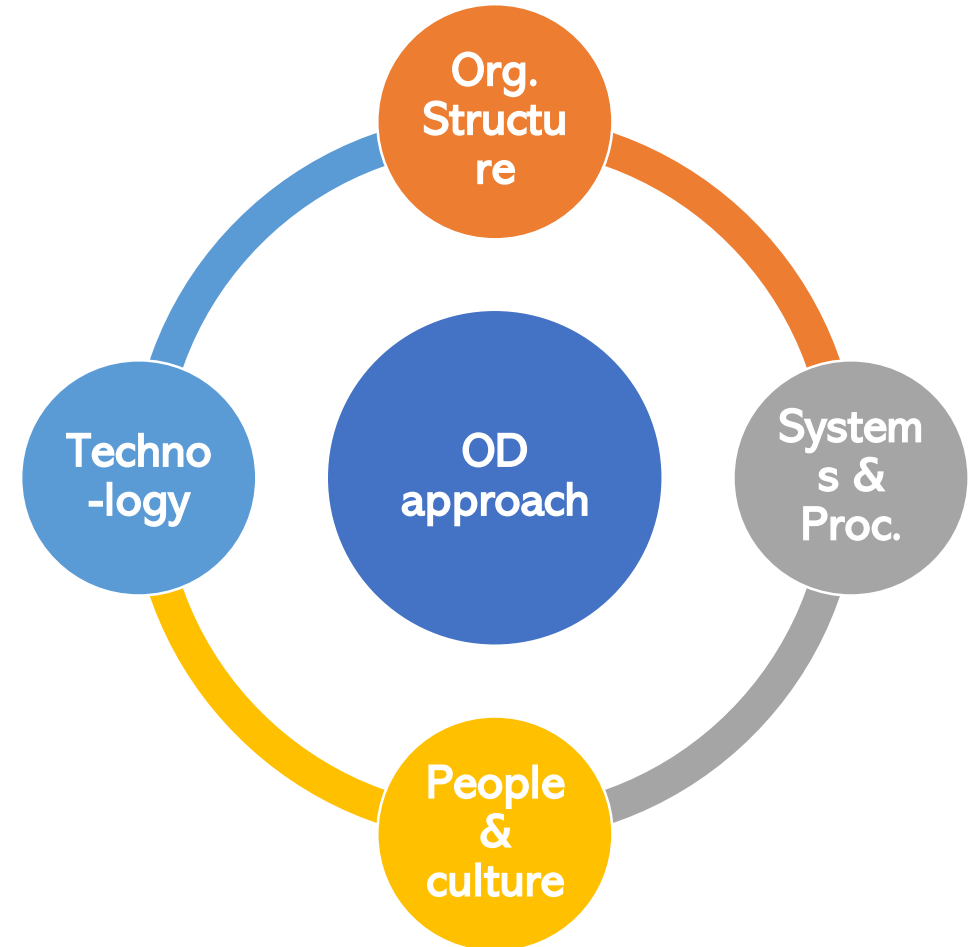 Org.
Structu
re
System
s &
Proc.
People
&
culture
Techno
-logy
OD
approach